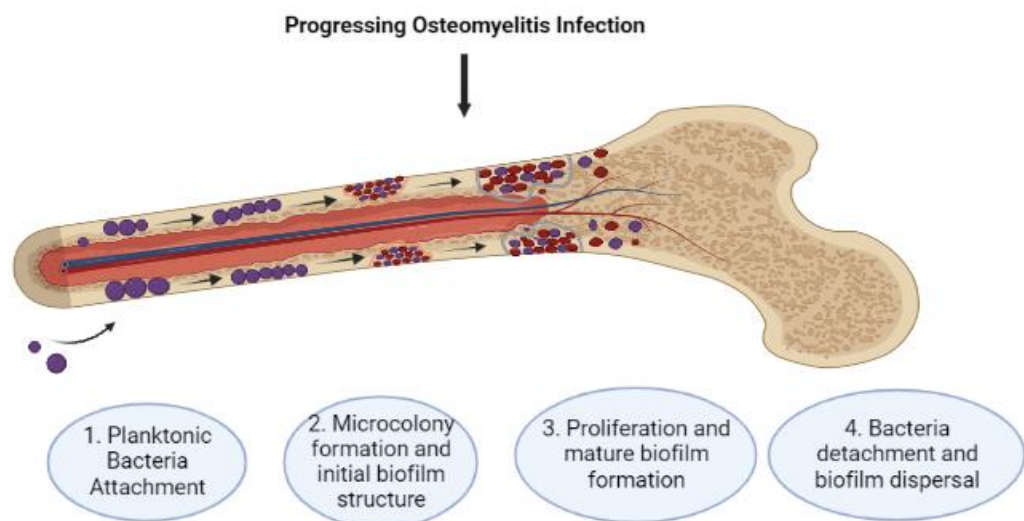 Progressing Osteomyelitis Infection
1. Planktonic
Bacteria
Attachment
2. Microcolony
formation and
initial biofilm
structure
3. Proliferation and
mature biofilm
formation
4. Bacteria
detachment and
biofilm dispersal